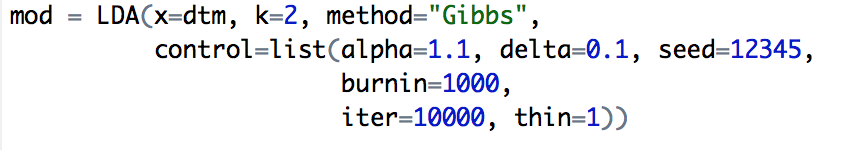 mod = LDA(x=dtm, k=2, method="Gibbs",
control=list(alpha=1.1, delta=0.1, seed=12345,
burnin=1000,
iter=10000, thin=1))